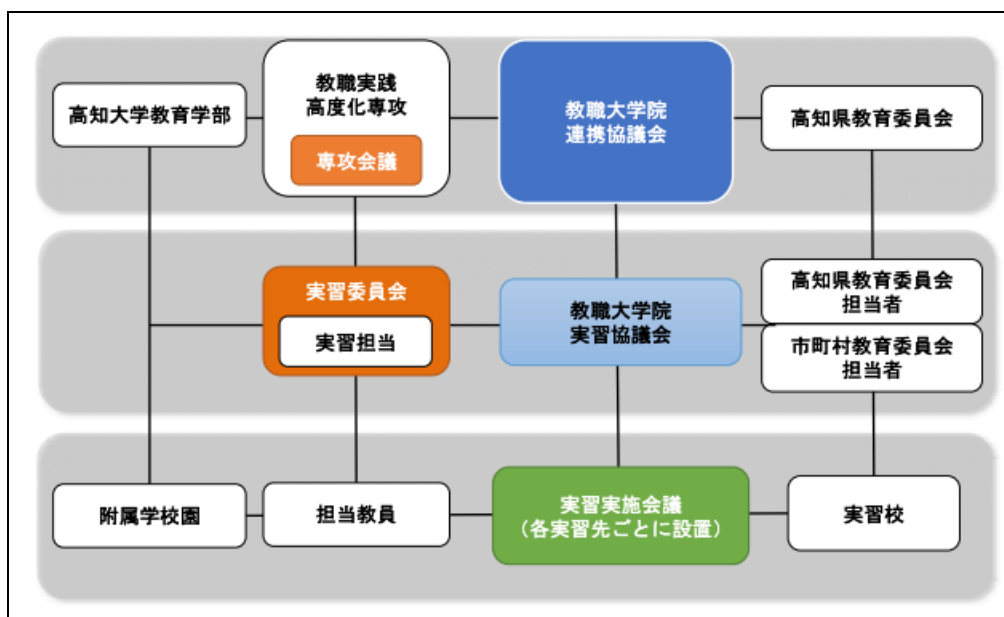 高知大学教育学部
教職実践
高度化専攻
専攻会議
教職大学院
連携協議会
高知県教育委員会
実習委員会
実習担当
教職大学院
実習協議会
高知県教育委員会
担当者
市町村教育委員会
担当者
附属学校園
担当教員
実習実施会議
（各実習先ごとに設置）
実習校